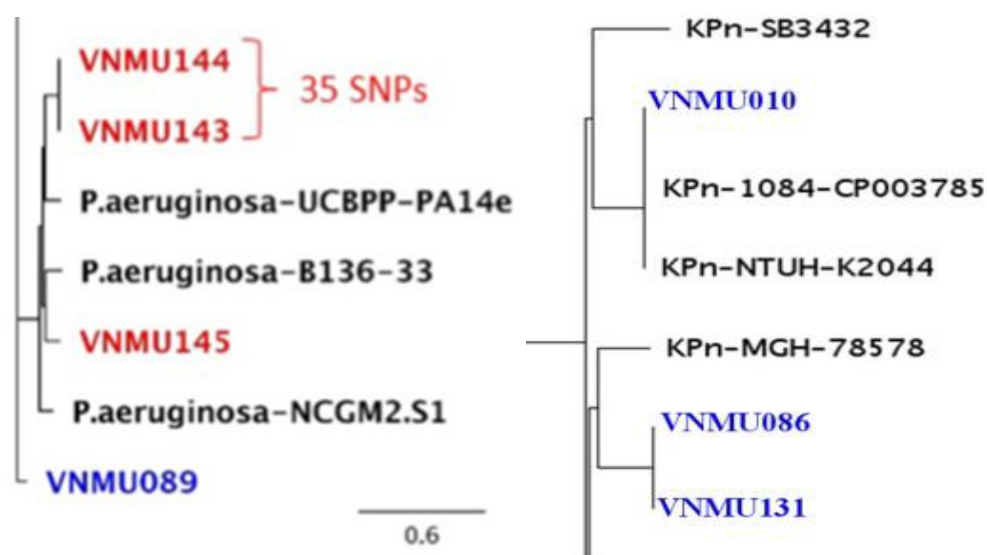 VNMU144
VNMU143
35 SNPs
P.aeruginosa-UCBPP-PA14e
P.aeruginosa-B136-33
VNMU145
P.aeruginosa-NCGM2.S1
VNMU089
0.6
KPn-SB3432
VNMU010
KPn-1084-CP003785
KPn-NTUH-K2044
KPn-MGH-78578
VNMU086
VNMU131